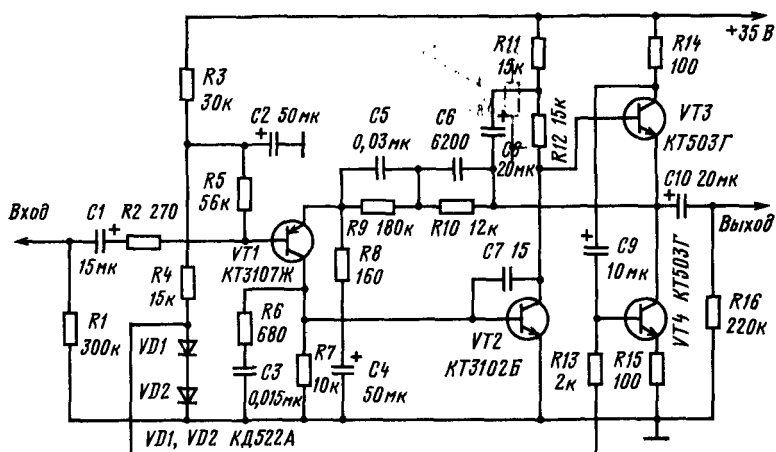 +35 В
R11
15к
R14
100
R3
30к
C2 50мк
C5
0,03мк
C6
6200
C8
20мк
R12 15к
VT3
КТ503Г
R5
56к
C10 20мк
Вход
C1
15мк
R2 270
VT1
КТ3107Ж
R9 180к
R10 12к
Выход
R8
160
C7 15
C9
10мк
R4
15к
R1
300к
R6
680
VT2
КТ3102Б
VT4 КТ503Г
R16
220к
VD1
VD2
C3
0,015мк
R7
10к
C4
50мк
R13
2к
R15
100
VD1, VD2 КД522А